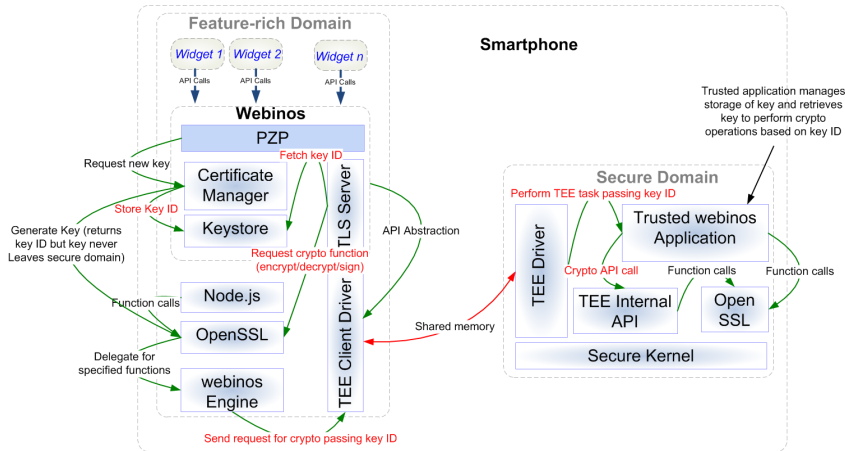 Feature-rich Domain
Smartphone
Widget 1
Widget 2
Widget n
API Calls
API Calls
API Calls
Webinos
PZP
Request new key
Fetch key ID
Certificate
Manager
Store Key ID
Keystore
TLS Server
Generate Key (returns
key ID but key never
Leaves secure domain)
Request crypto function
(encrypt/decrypt/sign)
API Abstraction
Node.js
Function calls
OpenSSL
TEE Client Driver
Delegate for
specified functions
webinos
Engine
Send request for crypto passing key ID
Shared memory
Trusted application manages
storage of key and retrieves
key to perform crypto
operations based on key ID
Secure Domain
Perform TEE task passing key ID
TEE Driver
Trusted webinos
Application
Crypto API call
Function calls
Function calls
TEE Internal
API
Open
SSL
Secure Kernel